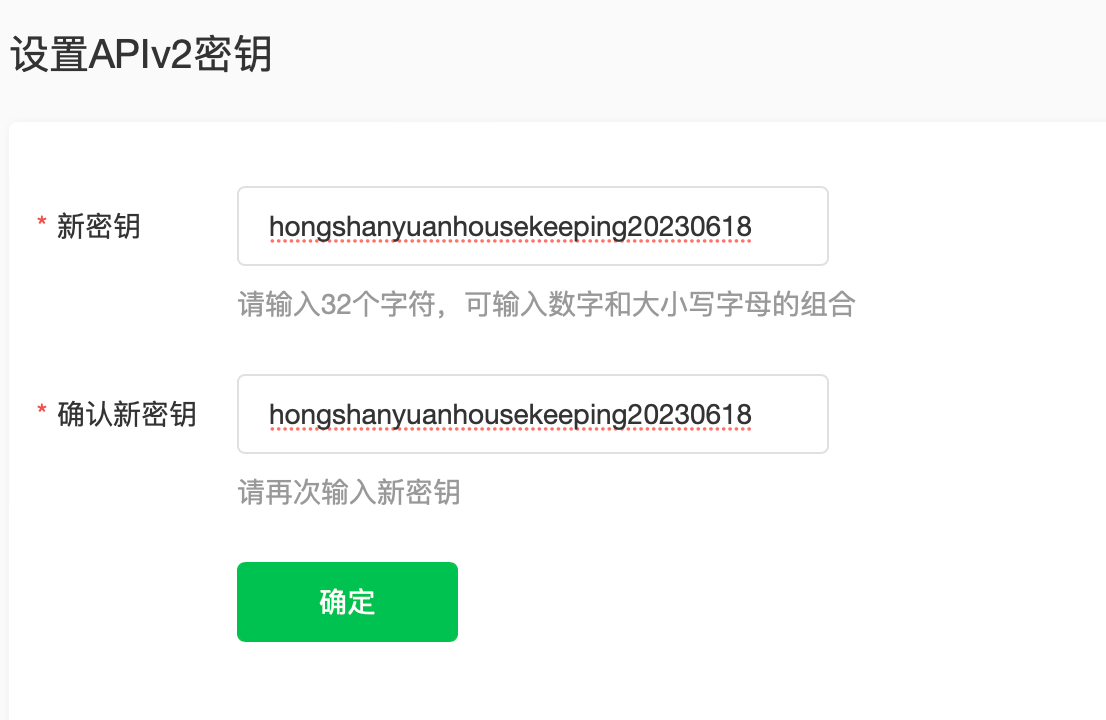 设置APIv2密钥
* 新密钥
hongshanyuanhousekeeping20230618
请输入32个字符，可输入数字和大小写字母的组合
* 确认新密钥
hongshanyuanhousekeeping20230618
请再次输入新密钥
确定